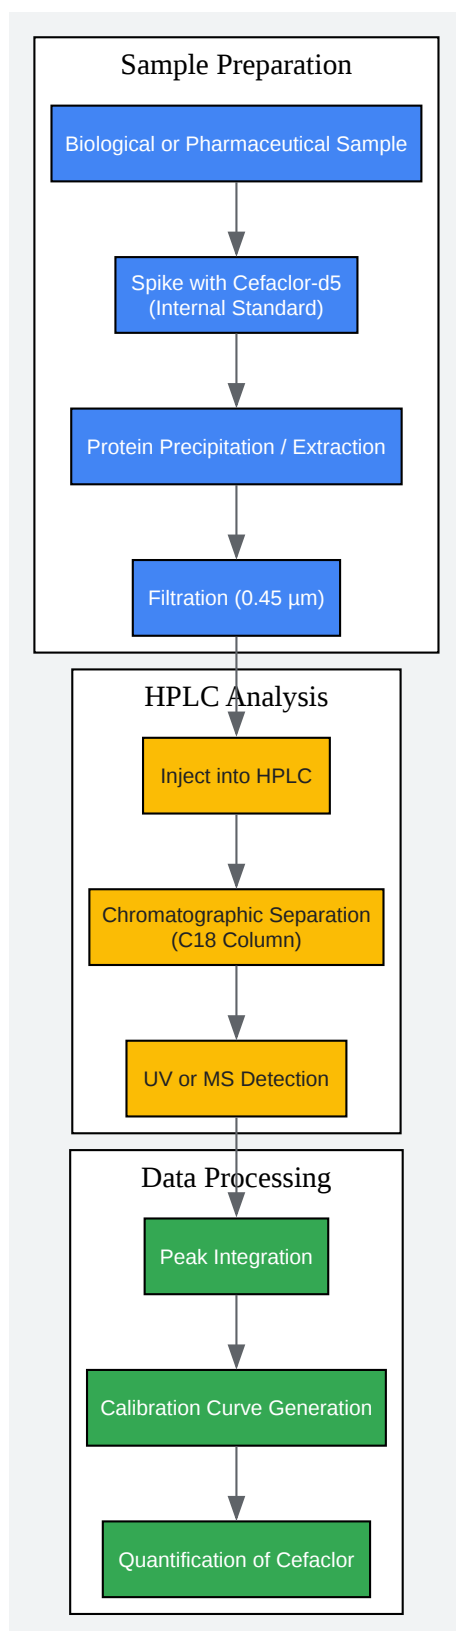 Sample Preparation
Biological or Pharmaceutical Sample
Spike with Cefaclor-d5
(Internal Standard)
Protein Precipitation / Extraction
Filtration (0.45 µm)
HPLC Analysis
Inject into HPLC
Chromatographic Separation
(C18 Column)
UV or MS Detection
Data Processing
Peak Integration
Calibration Curve Generation
Quantification of Cefaclor